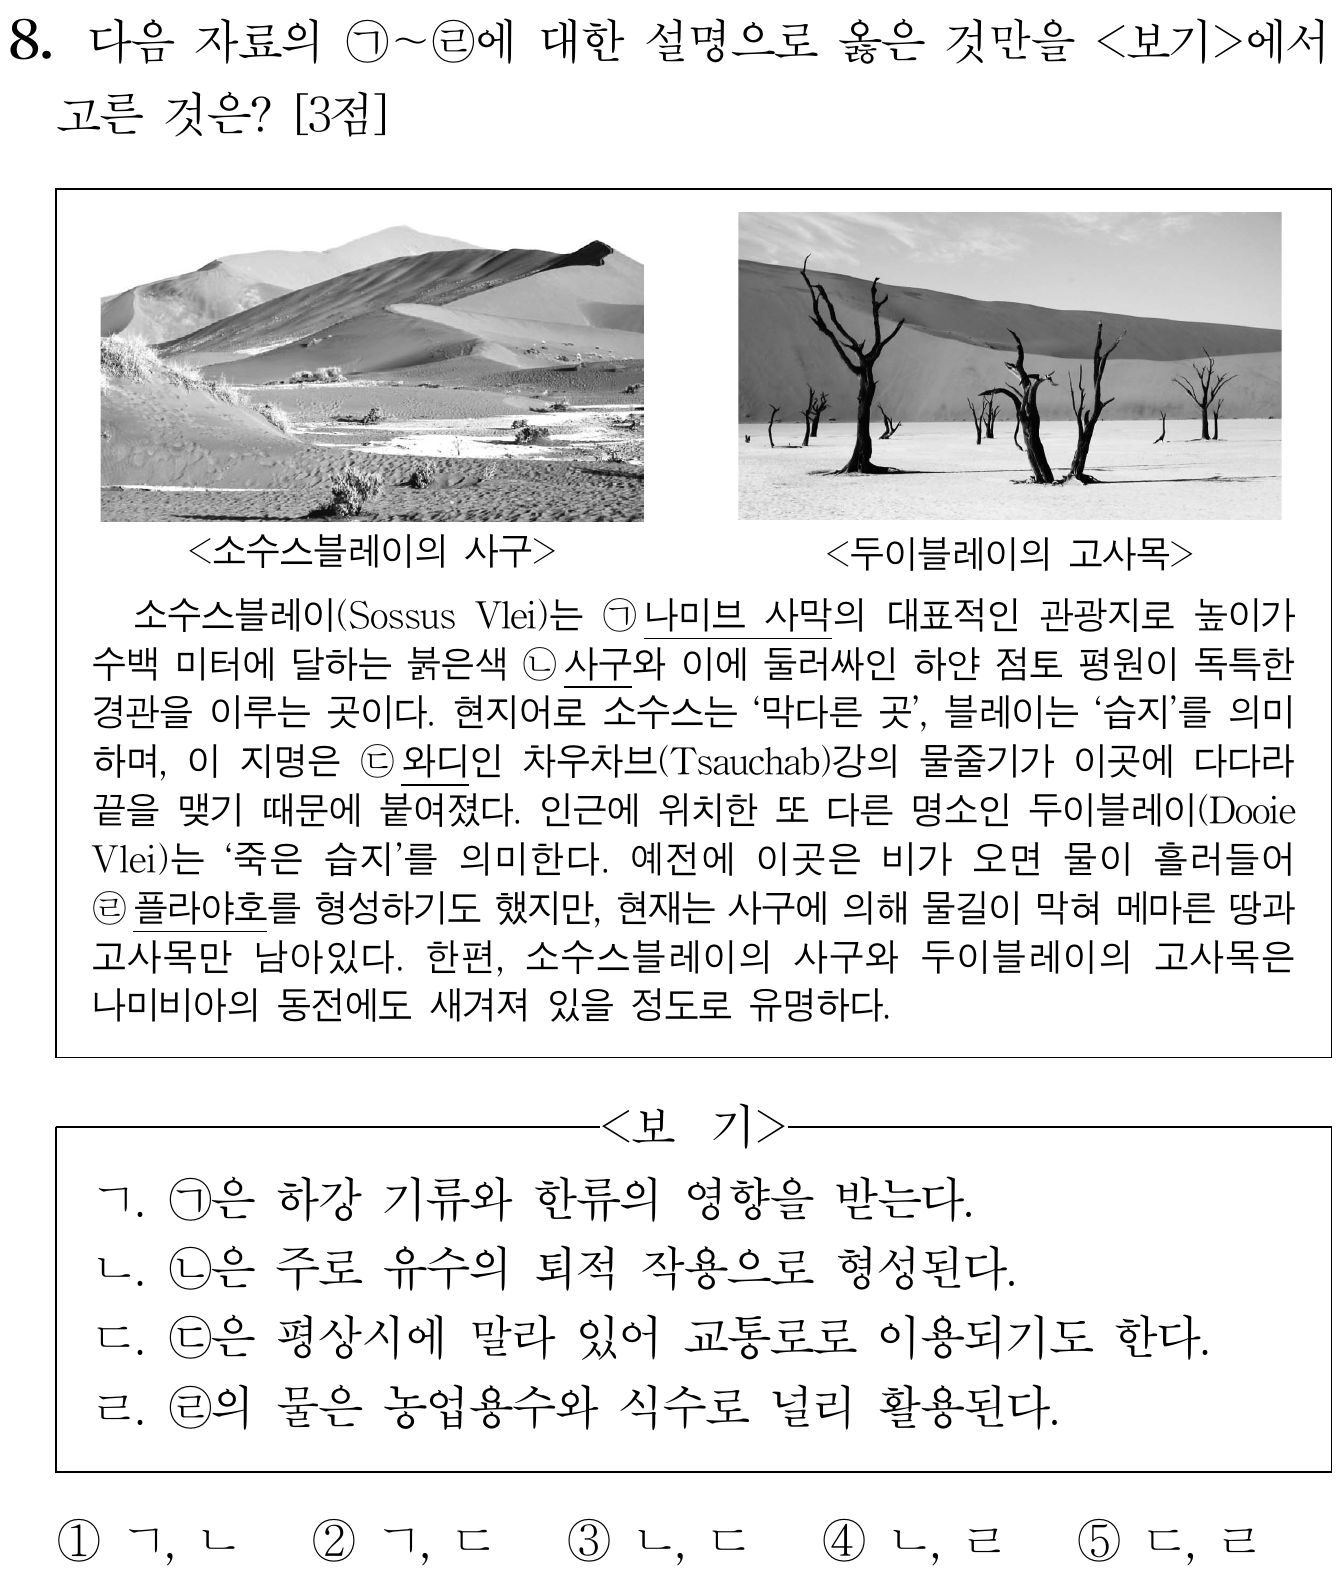 8. 다음 자료의 ㉠~㉣에 대한 설명으로 옳은 것만을 <보기>에서
고른 것은? [3점]
<소수스블레이의 사구>
<두이블레이의 고사목>
소수스블레이(Sossus Vlei)는 ㉠나미브 사막의 대표적인 관광지로 높이가
수백 미터에 달하는 붉은색 ㉡사구와 이에 둘러싸인 하얀 점토 평원이 독특한
경관을 이루는 곳이다. 현지어로 소수스는 ‘막다른 곳’, 블레이는 ‘습지’를 의미
하며, 이 지명은 ㉢와디인 차우차브(Tsauchab)강의 물줄기가 이곳에 다다라
끝을 맺기 때문에 붙여졌다. 인근에 위치한 또 다른 명소인 두이블레이(Dooie
Vlei)는 ‘죽은 습지’를 의미한다. 예전에 이곳은 비가 오면 물이 흘러들어
㉣플라야호를 형성하기도 했지만, 현재는 사구에 의해 물길이 막혀 메마른 땅과
고사목만 남아있다. 한편, 소수스블레이의 사구와 두이블레이의 고사목은
나미비아의 동전에도 새겨져 있을 정도로 유명하다.
<보 기>
ㄱ. ㉠은 하강 기류와 한류의 영향을 받는다.
ㄴ. ㉡은 주로 유수의 퇴적 작용으로 형성된다.
ㄷ. ㉢은 평상시에 말라 있어 교통로로 이용되기도 한다.
ㄹ. ㉣의 물은 농업용수와 식수로 널리 활용된다.
① ㄱ, ㄴ ② ㄱ, ㄷ ③ ㄴ, ㄷ ④ ㄴ, ㄹ ⑤ ㄷ, ㄹ